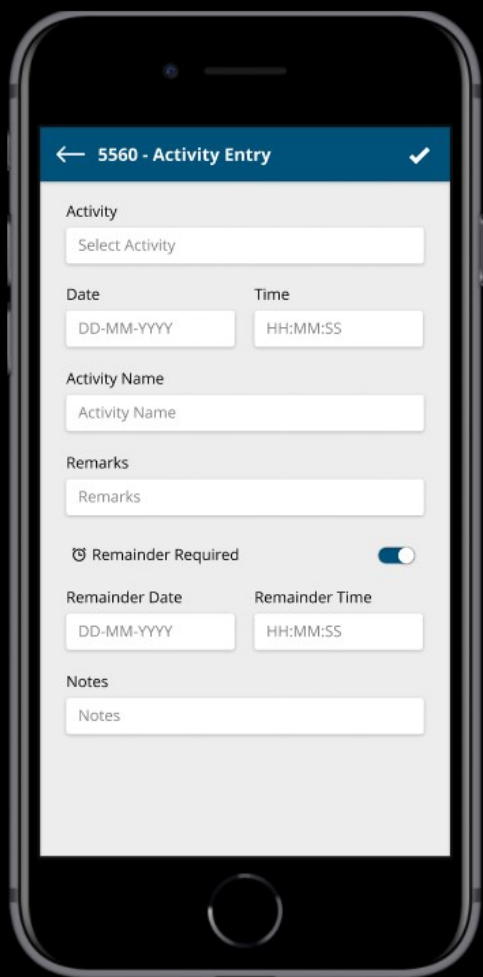 5560 - Activity Entry
Activity
Select Activity
Date Time
DD-MM-YYYY HH:MM:SS
Activity Name
Activity Name
Remarks
Remarks
Remainder Required
Remainder Date Remainder Time
DD-MM-YYYY HH:MM:SS
Notes
Notes